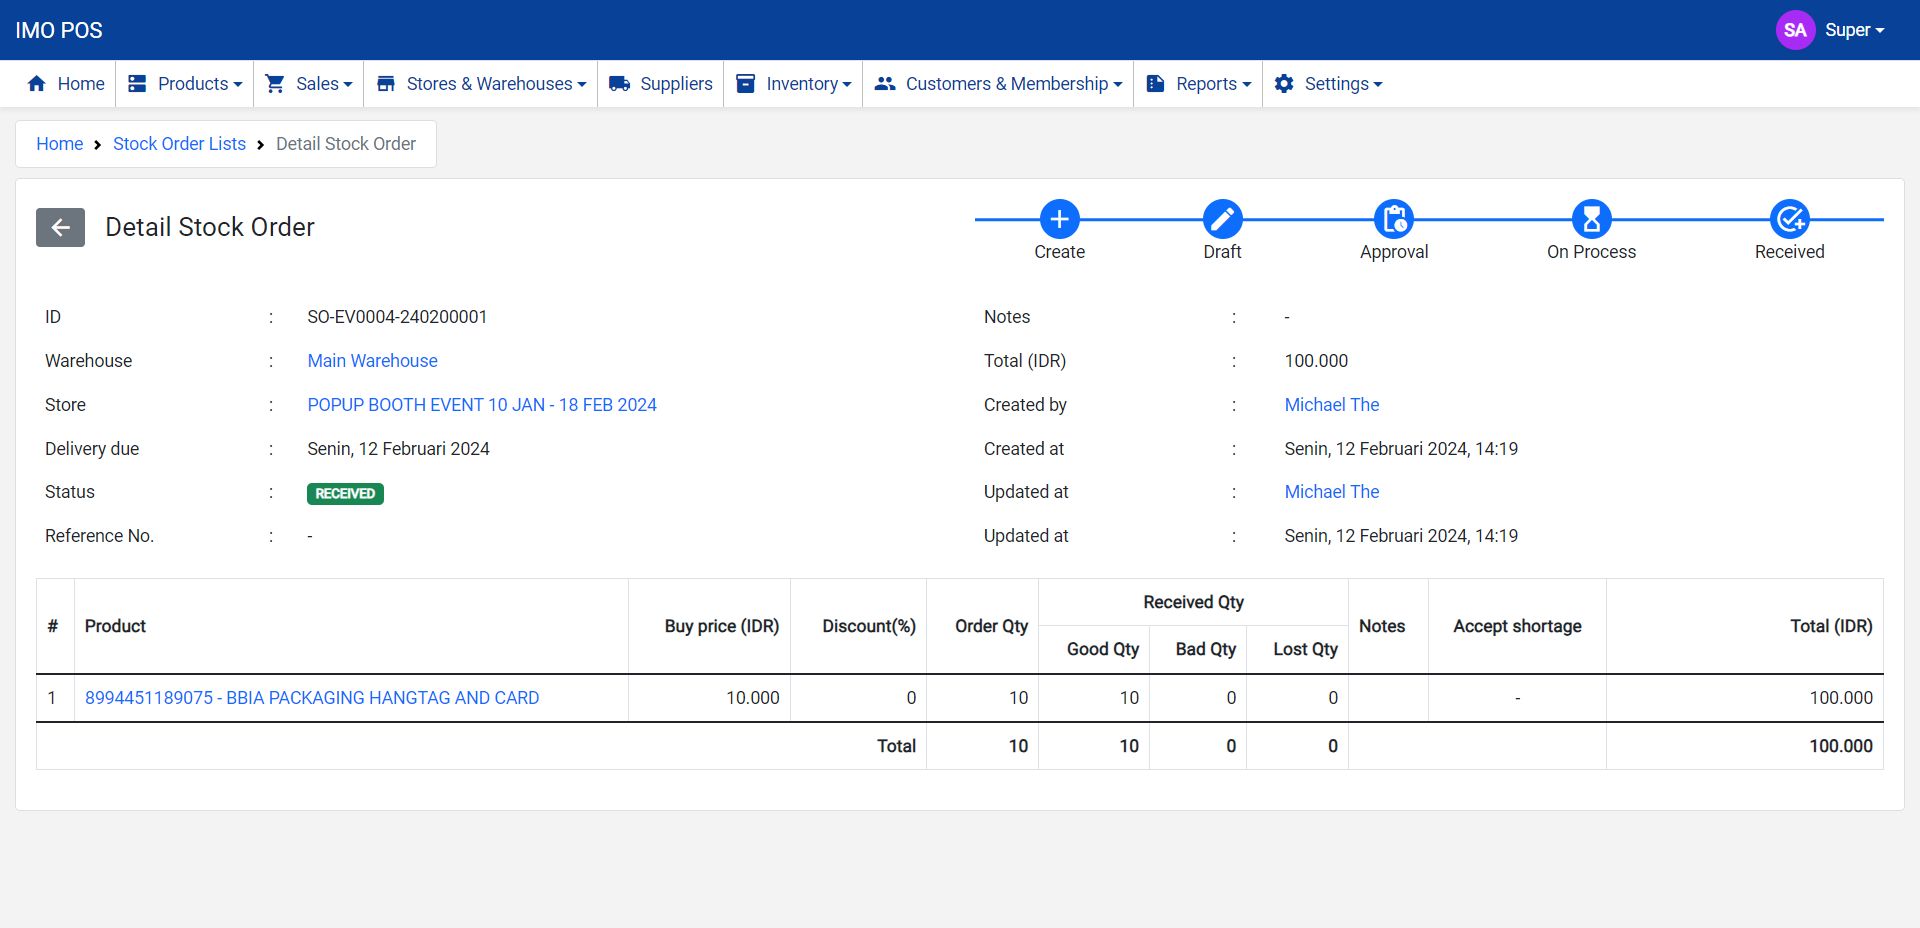 IMO POS
SA Super
Home Products Sales Stores & Warehouses Suppliers Inventory Customers & Membership Reports Settings
Home Stock Order Lists Detail Stock Order
Detail Stock Order
Create Draft Approval On Process Received
ID : SO-EV0004-240200001
Warehouse : Main Warehouse
Store : POPUP BOOTH EVENT 10 JAN - 18 FEB 2024
Delivery due : Senin, 12 Februari 2024
Status : RECEIVED
Reference No. : -
Notes : -
Total (IDR) : 100.000
Created by : Michael The
Created at : Senin, 12 Februari 2024, 14:19
Updated at : Michael The
Updated at : Senin, 12 Februari 2024, 14:19
# Product Buy price (IDR) Discount(%) Order Qty Received Qty Notes Accept shortage Total (IDR)
Good Qty Bad Qty Lost Qty
1 8994451189075 - BBIA PACKAGING HANGTAG AND CARD 10.000 0 10 10 0 0 - 100.000
Total 10 10 0 0 100.000